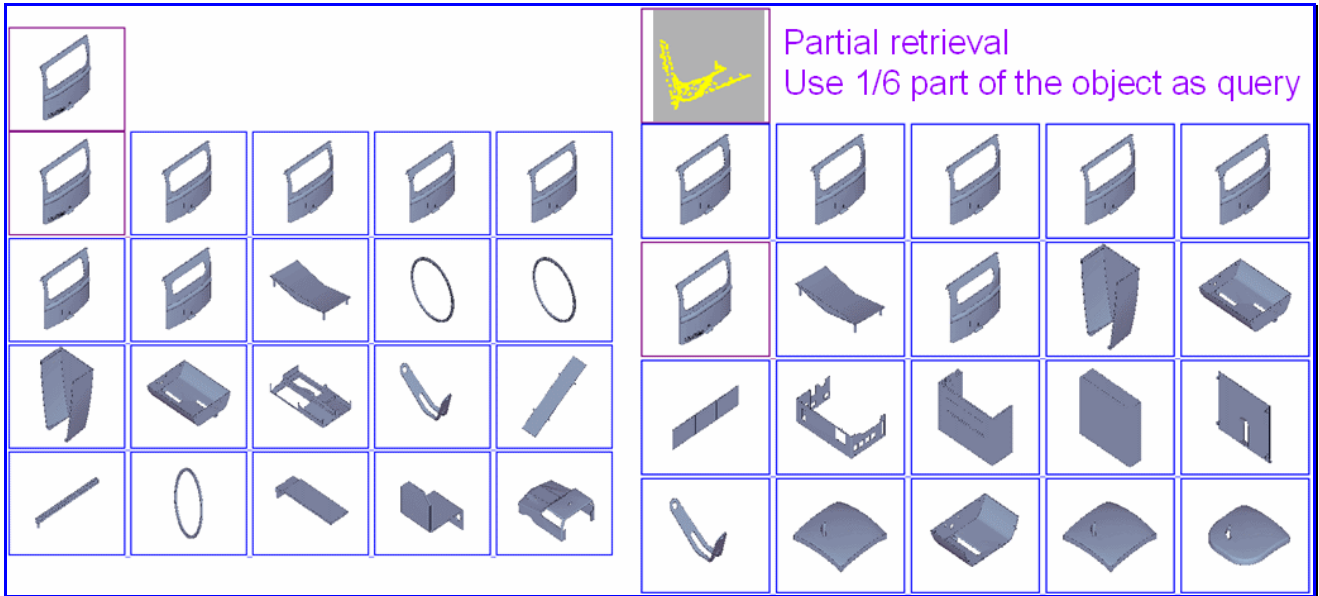 Partial retrieval
Use 1/6 part of the object as query